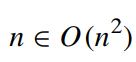 n ∈ O(n²)